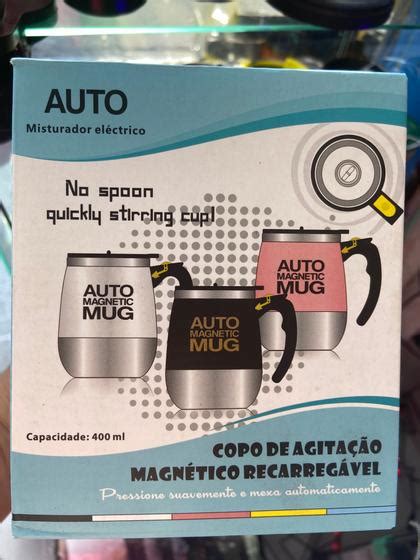 AUTO
Misturador eléctrico
No spoon
quickly stirring cup!
AUTO
MAGNETIC
MUG
AUTO
MAGNETIC
MUG
AUTO
MAGNETIC
MUG
Capacidade: 400 ml
COPO DE AGITAÇÃO
MAGNÉTICO RECARREGÁVEL
Pressione suavemente e mexa automaticamente